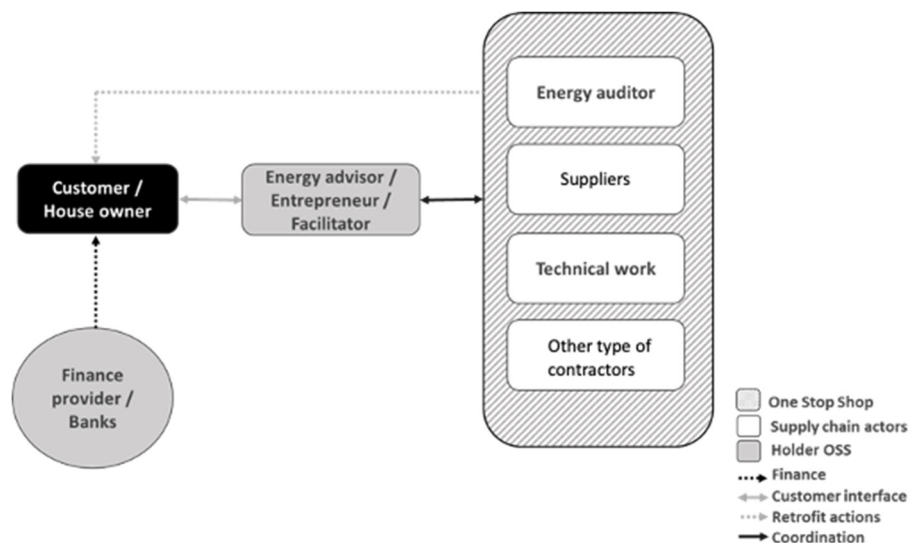 Energy auditor
Suppliers
Technical work
Other type of
contractors
Customer /
House owner
Energy advisor /
Entrepreneur /
Facilitator
Finance
provider /
Banks
One Stop Shop
Supply chain actors
Holder OSS
Finance
Customer interface
Retrofit actions
Coordination